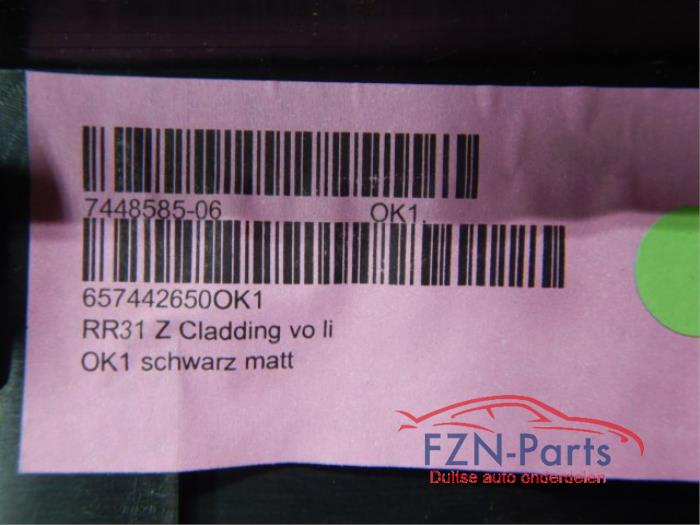 7448585-06 OK1.
657442650OK1
RR31 Z Cladding vo li
OK1 schwarz matt
FZN-Parts
Duitse auto onderdelen